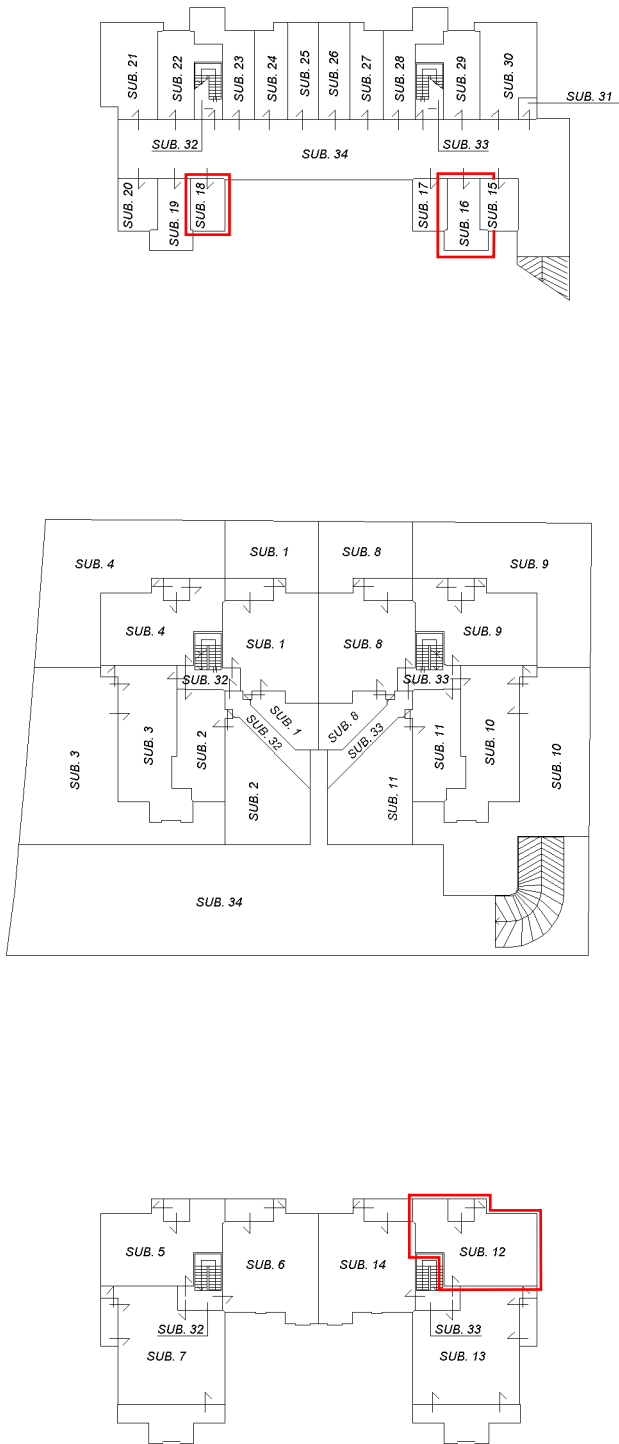 SUB. 21
SUB. 22
SUB. 23
SUB. 24
SUB. 25
SUB. 26
SUB. 27
SUB. 28
SUB. 29
SUB. 30
SUB. 31
SUB. 32
SUB. 33
SUB. 34
SUB. 20
SUB. 19
SUB. 18
SUB. 17
SUB. 16
SUB. 15
SUB. 4
SUB. 1
SUB. 8
SUB. 9
SUB. 4
SUB. 1
SUB. 8
SUB. 9
SUB. 32
SUB. 33
SUB. 3
SUB. 3
SUB. 2
SUB. 32
SUB. 1
SUB. 8
SUB. 33
SUB. 11
SUB. 10
SUB. 10
SUB. 2
SUB. 11
SUB. 34
SUB. 5
SUB. 6
SUB. 14
SUB. 12
SUB. 32
SUB. 33
SUB. 7
SUB. 13